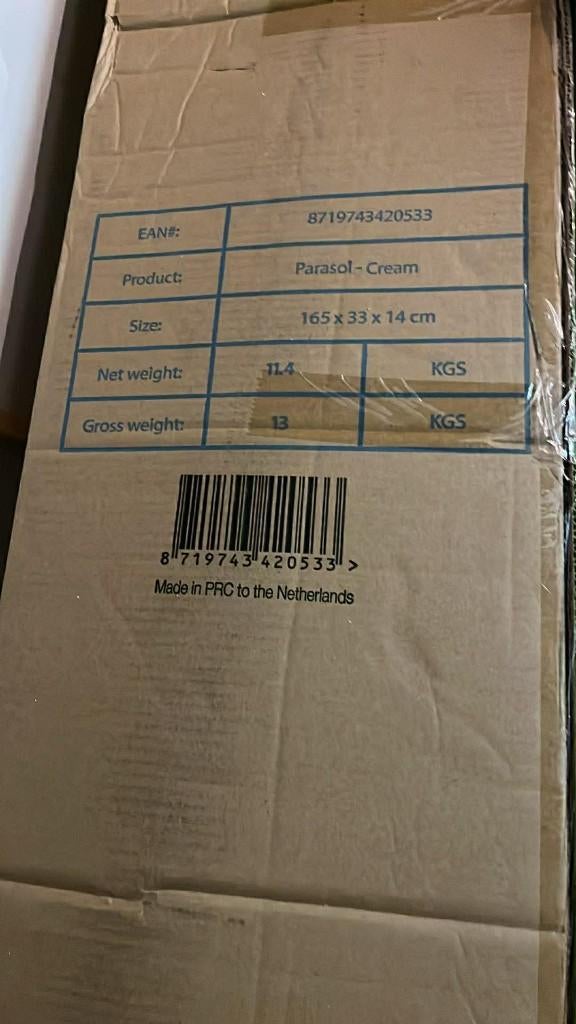 EAN#: 8719743420533
Product: Parasol - Cream
Size: 165 x 33 x 14 cm
Net weight: 11.4 KGS
Gross weight: 13 KGS
8 719743 420533 >
Made in PRC to the Netherlands